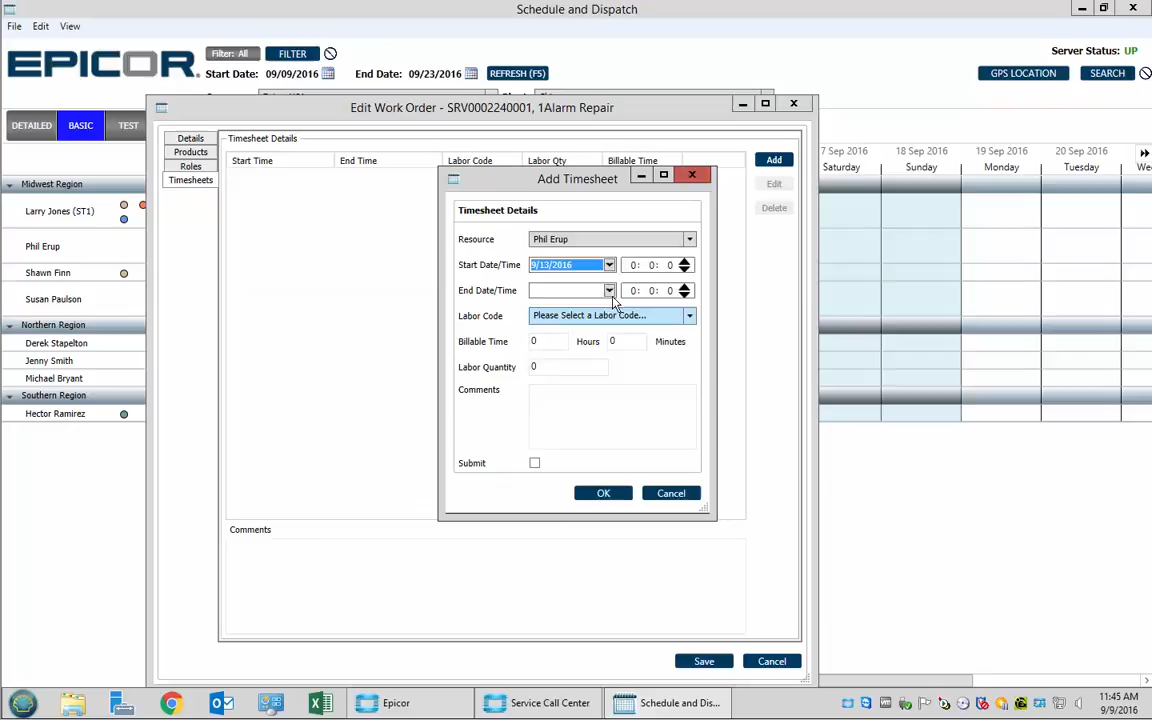 Schedule and Dispatch
File Edit View
EPICOR
Filter: All FILTER
Server Status: UP
Start Date: 09/09/2016 End Date: 09/23/2016 REFRESH (F5)
GPS LOCATION SEARCH
Edit Work Order - SRV0002240001, 1Alarm Repair
DETAILED BASIC TEST
Details
Products
Roles
Timesheets
Timesheet Details
Start Time End Time Labor Code Labor Qty Billable Time
Add
Edit
Delete
7 Sep 2016 18 Sep 2016 19 Sep 2016 20 Sep 2016
Saturday Sunday Monday Tuesday We
Midwest Region
Larry Jones (ST1)
Phil Erup
Shawn Finn
Susan Paulson
Northern Region
Derek Stapelton
Jenny Smith
Michael Bryant
Southern Region
Hector Ramirez
Add Timesheet
Timesheet Details
Resource Phil Erup
Start Date/Time 9/13/2016 0: 0: 0
End Date/Time 0: 0: 0
Labor Code Please Select a Labor Code...
Billable Time 0 Hours 0 Minutes
Labor Quantity 0
Comments
Submit
OK Cancel
Comments
Save Cancel
Epicor Service Call Center Schedule and Dis...
11:45 AM
9/9/2016